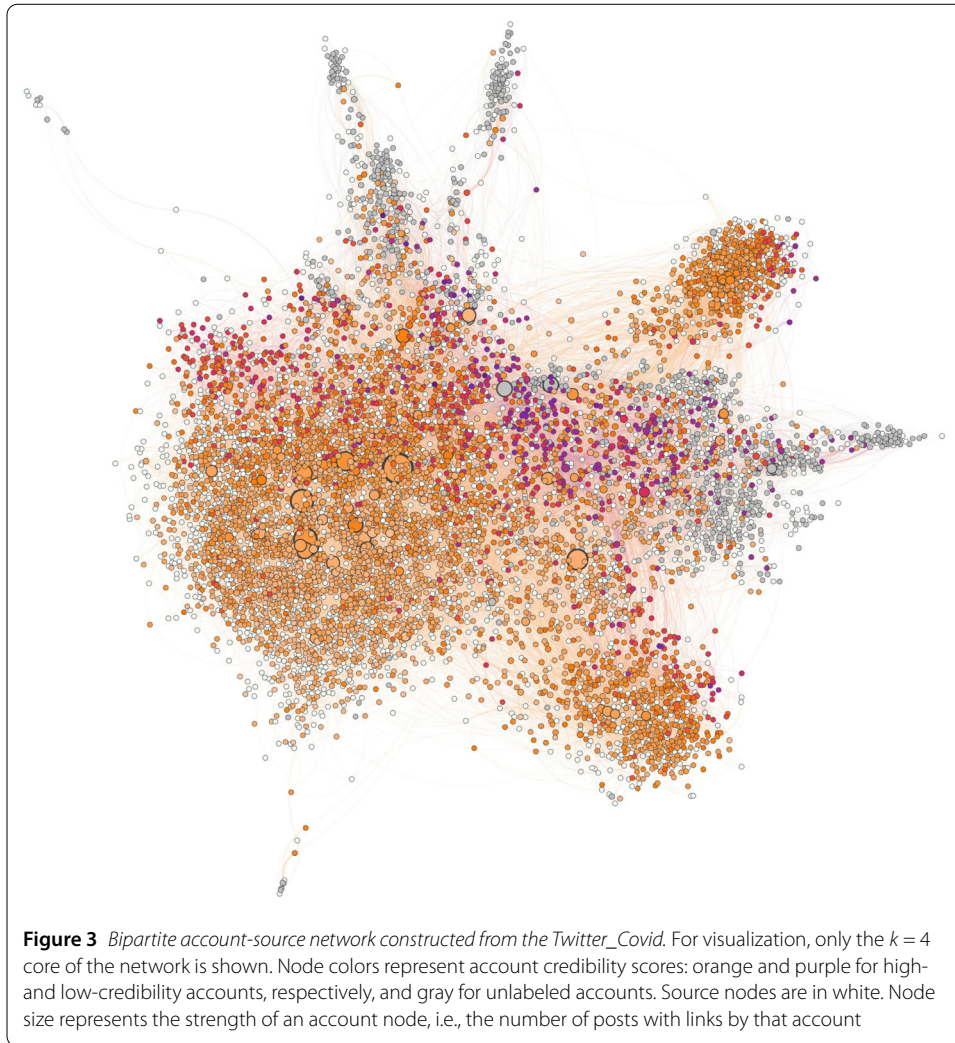 Figure 3 Bipartite account-source network constructed from the Twitter_Covid. For visualization, only the k = 4
core of the network is shown. Node colors represent account credibility scores: orange and purple for high-
and low-credibility accounts, respectively, and gray for unlabeled accounts. Source nodes are in white. Node
size represents the strength of an account node, i.e., the number of posts with links by that account